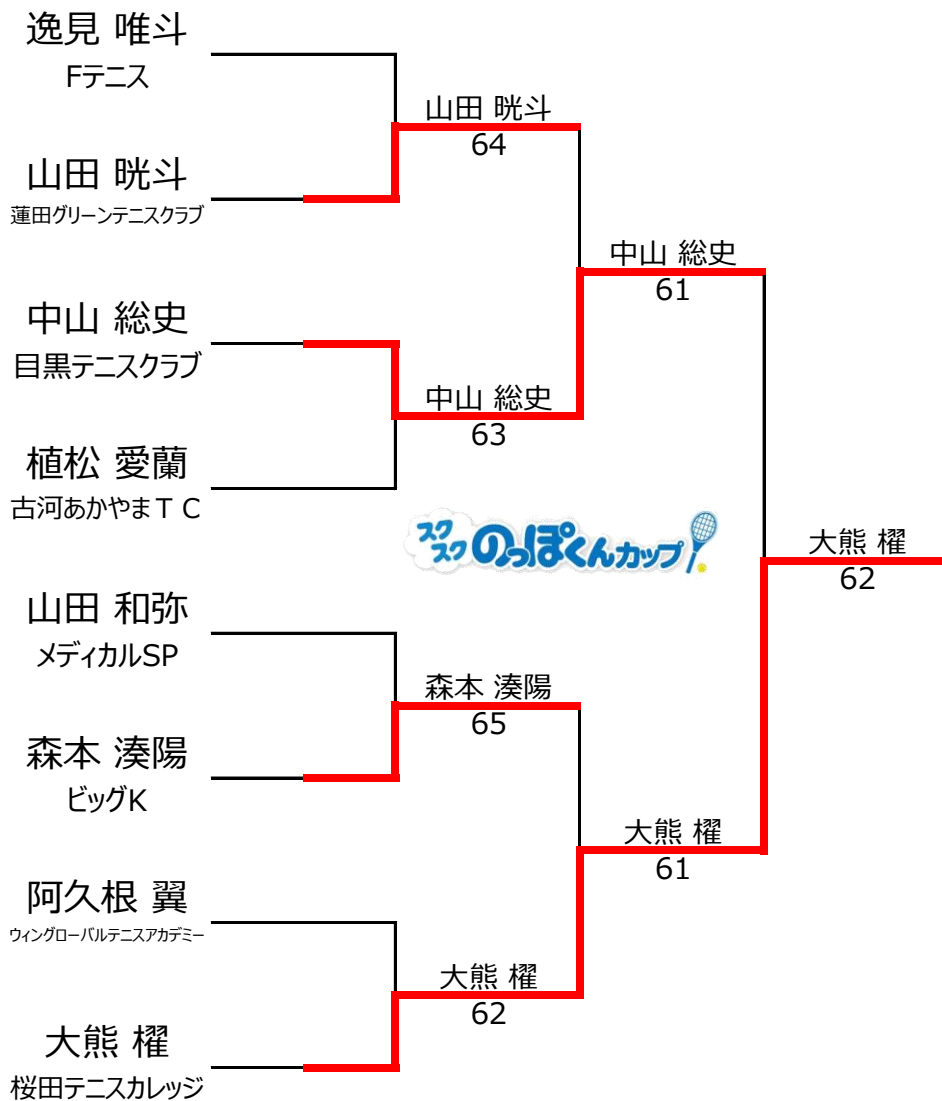 逸見 唯斗
Fテニス
山田 晄斗
64
山田 晄斗
蓮田グリーンテニスクラブ
中山 総史
61
中山 総史
目黒テニスクラブ
中山 総史
63
植松 愛蘭
古河あかやまＴＣ
スク
スク
のっぽくんカップ
大熊 櫂
62
山田 和弥
メディカルSP
森本 湊陽
65
森本 湊陽
ビッグK
大熊 櫂
61
阿久根 翼
ウィングローバルテニスアカデミー
大熊 櫂
62
大熊 櫂
桜田テニスカレッジ